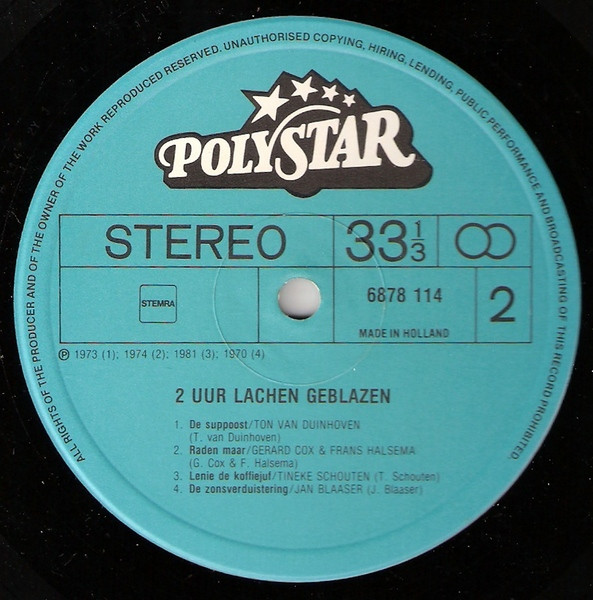 ALL RIGHTS OF THE PRODUCER AND OF THE OWNER OF THE WORK REPRODUCED RESERVED. UNAUTHORISED COPYING, HIRING, LENDING, PUBLIC PERFORMANCE AND BROADCASTING OF THIS RECORD PROHIBITED.
POLYSTAR
STEREO 33 1/3
STEMRA
6878 114
2
MADE IN HOLLAND
Ⓟ 1973 (1); 1974 (2); 1981 (3); 1970 (4)
2 UUR LACHEN GEBLAZEN
1. De suppoost/TON VAN DUINHOVEN
(T. van Duinhoven)
2. Raden maar/GERARD COX & FRANS HALSEMA
(G. Cox & F. Halsema)
3. Lenie de koffiejuf/TINEKE SCHOUTEN (T. Schouten)
4. De zonsverduistering/JAN BLAASER (J. Blaaser)